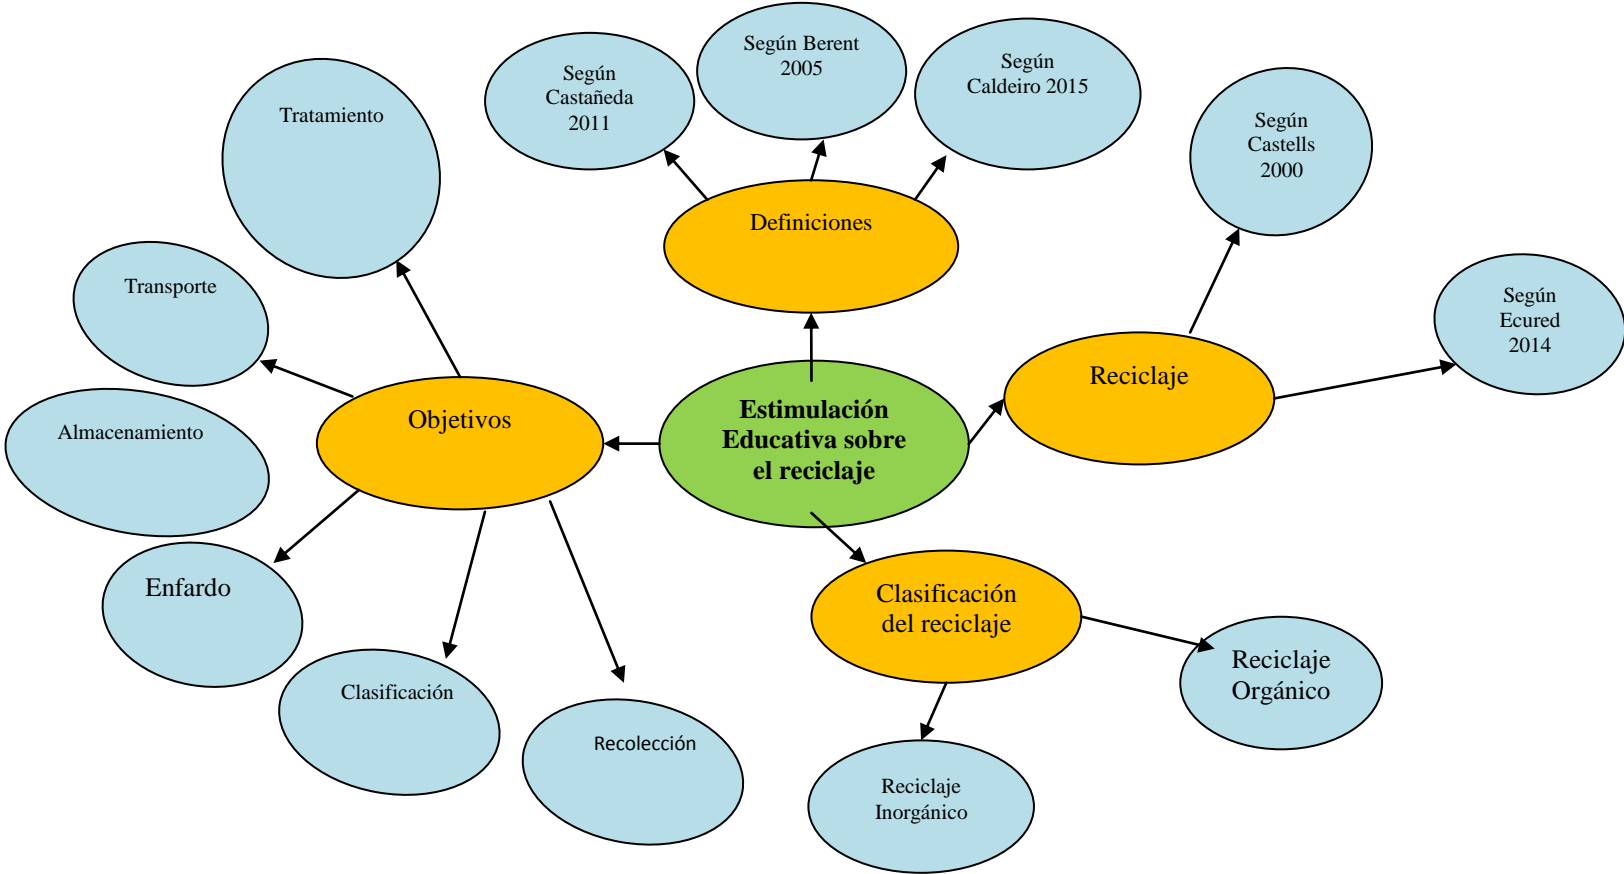 Según Berent
2005
Según
Castañeda
2011
Según
Caldeiro 2015
Tratamiento
Según
Castells
2000
Definiciones
Transporte
Según
Ecured
2014
Reciclaje
Objetivos
Estimulación
Educativa sobre
el reciclaje
Almacenamiento
Enfardo
Clasificación
del reciclaje
Reciclaje
Orgánico
Clasificación
Recolección
Reciclaje
Inorgánico